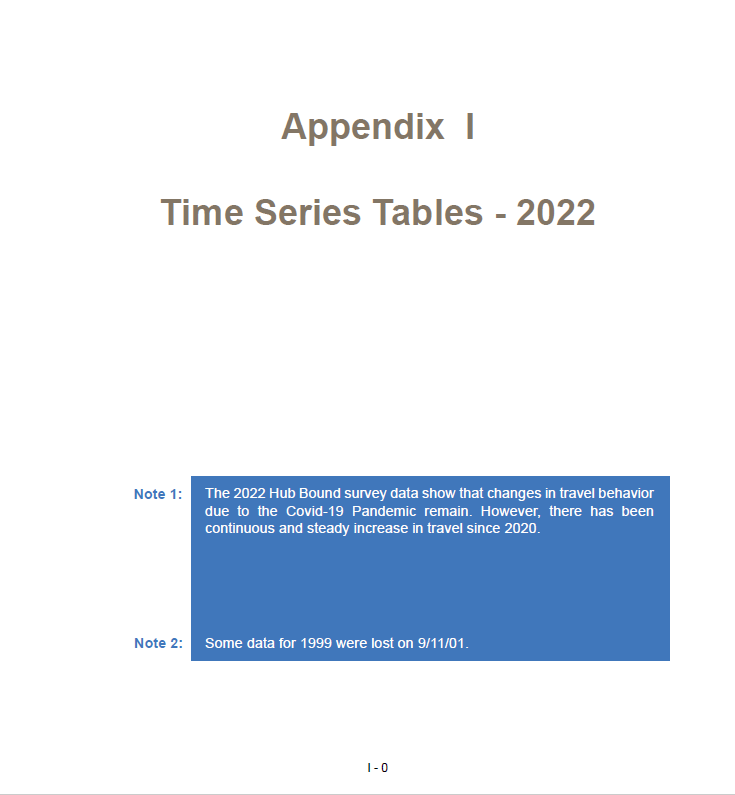 Appendix I
Time Series Tables - 2022
Note 1:
The 2022 Hub Bound survey data show that changes in travel behavior
due to the Covid-19 Pandemic remain. However, there has been
continuous and steady increase in travel since 2020.
Note 2:
Some data for 1999 were lost on 9/11/01.
I - 0